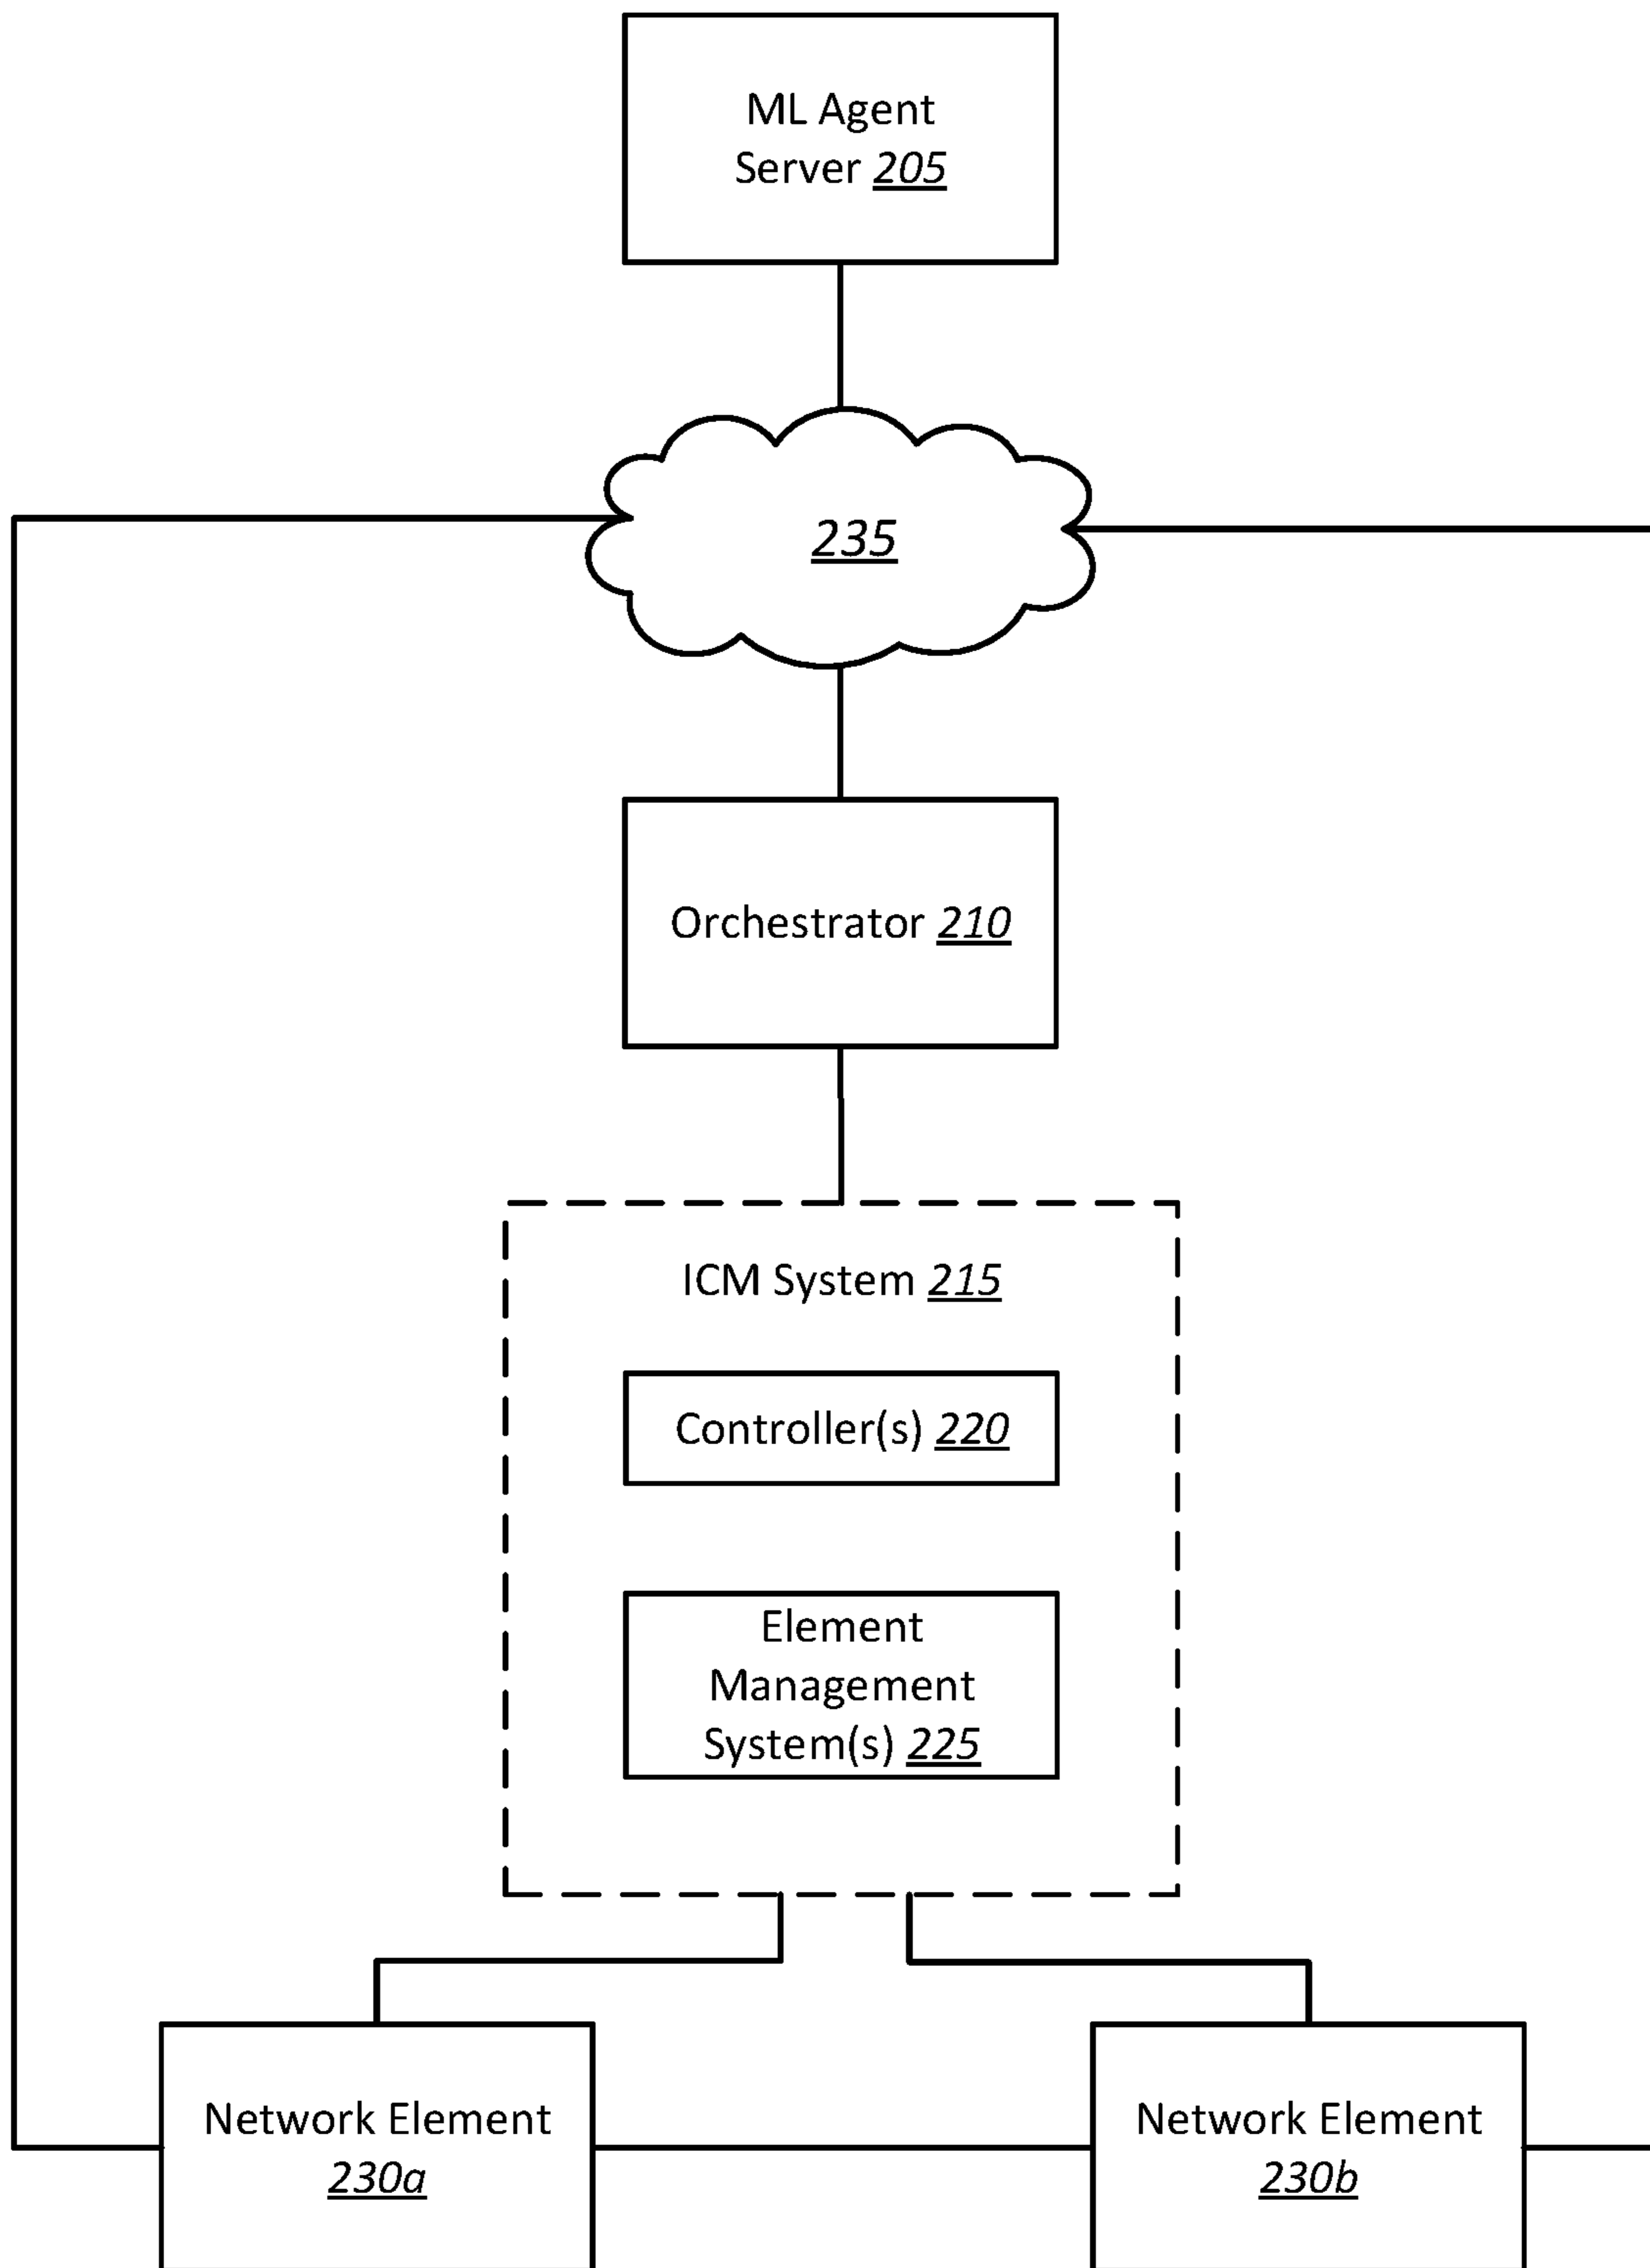 ML Agent
Server 205
235
Orchestrator 210
ICM System 215
Controller(s) 220
Element
Management
System(s) 225
Network Element
230a
Network Element
230b